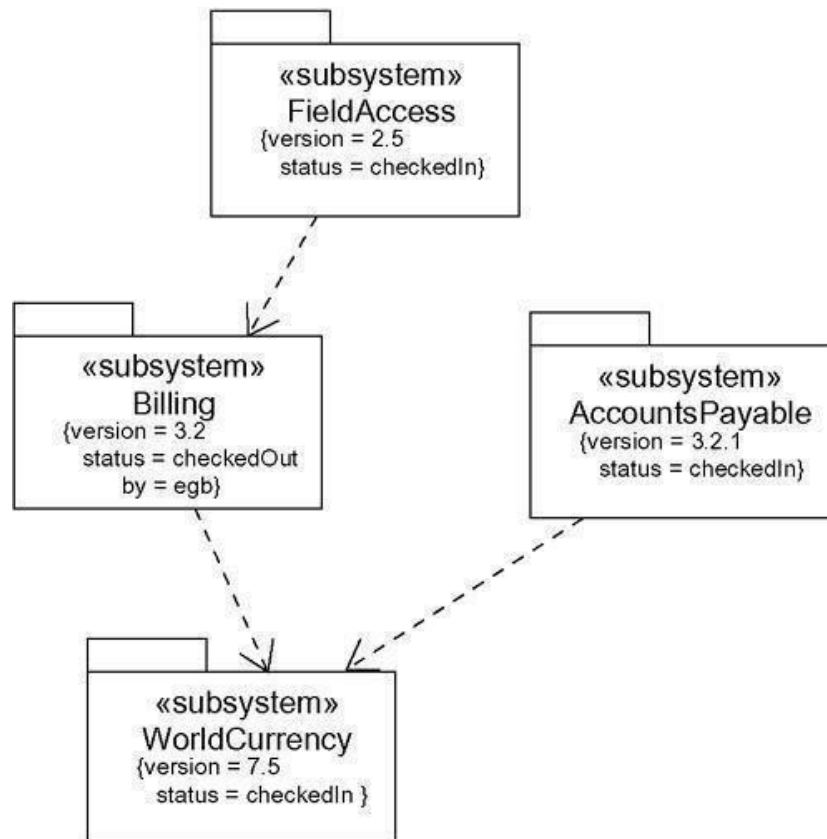 «subsystem»
FieldAccess
{version = 2.5
status = checkedIn}
«subsystem»
Billing
{version = 3.2
status = checkedOut
by = egb}
«subsystem»
AccountsPayable
{version = 3.2.1
status = checkedIn}
«subsystem»
WorldCurrency
{version = 7.5
status = checkedIn }